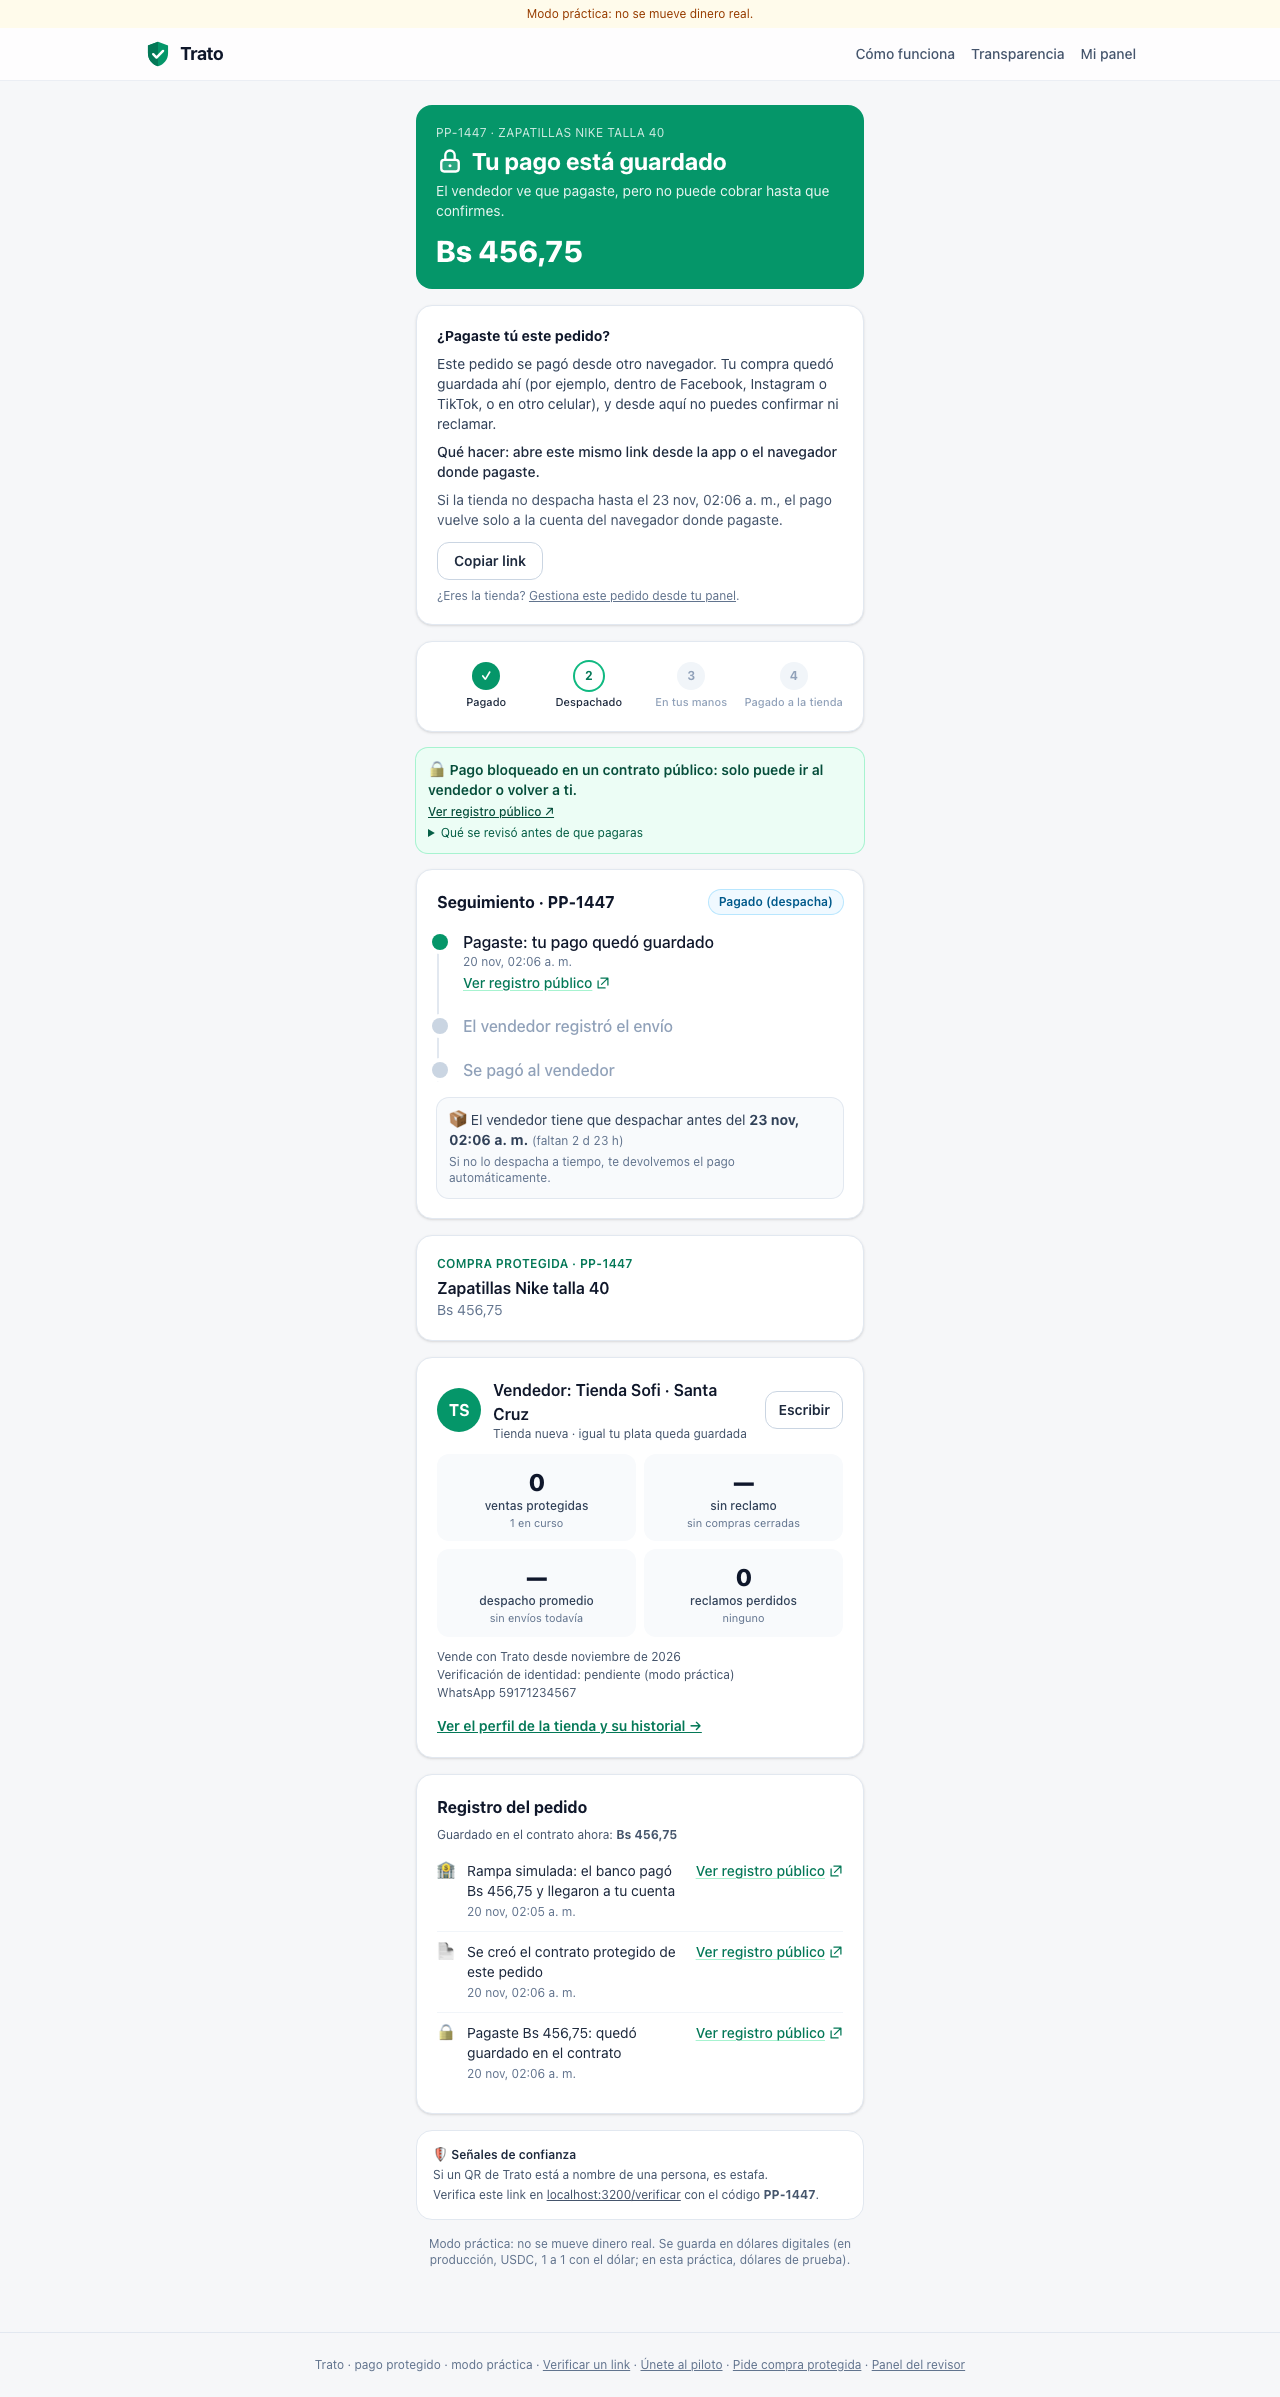 Modo práctica: no se mueve dinero real.
Trato
Cómo funciona Transparencia Mi panel
PP-1447 · ZAPATILLAS NIKE TALLA 40
Tu pago está guardado
El vendedor ve que pagaste, pero no puede cobrar hasta que
confirmes.
Bs 456,75
¿Pagaste tú este pedido?
Este pedido se pagó desde otro navegador. Tu compra quedó
guardada ahí (por ejemplo, dentro de Facebook, Instagram o
TikTok, o en otro celular), y desde aquí no puedes confirmar ni
reclamar.
Qué hacer: abre este mismo link desde la app o el navegador
donde pagaste.
Si la tienda no despacha hasta el 23 nov, 02:06 a. m., el pago
vuelve solo a la cuenta del navegador donde pagaste.
Copiar link
¿Eres la tienda? Gestiona este pedido desde tu panel.
2 3 4
Pagado Despachado En tus manos Pagado a la tienda
🔒 Pago bloqueado en un contrato público: solo puede ir al
vendedor o volver a ti.
Ver registro público ↗
▶ Qué se revisó antes de que pagaras
Seguimiento · PP-1447 Pagado (despacha)
Pagaste: tu pago quedó guardado
20 nov, 02:06 a. m.
Ver registro público
El vendedor registró el envío
Se pagó al vendedor
📦 El vendedor tiene que despachar antes del 23 nov,
02:06 a. m. (faltan 2 d 23 h)
Si no lo despacha a tiempo, te devolvemos el pago
automáticamente.
COMPRA PROTEGIDA · PP-1447
Zapatillas Nike talla 40
Bs 456,75
TS
Vendedor: Tienda Sofi · Santa
Cruz
Tienda nueva · igual tu plata queda guardada
Escribir
0
ventas protegidas
1 en curso
—
sin reclamo
sin compras cerradas
—
despacho promedio
sin envíos todavía
0
reclamos perdidos
ninguno
Vende con Trato desde noviembre de 2026
Verificación de identidad: pendiente (modo práctica)
WhatsApp 59171234567
Ver el perfil de la tienda y su historial →
Registro del pedido
Guardado en el contrato ahora: Bs 456,75
Rampa simulada: el banco pagó
Bs 456,75 y llegaron a tu cuenta
20 nov, 02:05 a. m.
Ver registro público
Se creó el contrato protegido de
este pedido
20 nov, 02:06 a. m.
Ver registro público
Pagaste Bs 456,75: quedó
guardado en el contrato
20 nov, 02:06 a. m.
Ver registro público
Señales de confianza
Si un QR de Trato está a nombre de una persona, es estafa.
Verifica este link en localhost:3200/verificar con el código PP-1447.
Modo práctica: no se mueve dinero real. Se guarda en dólares digitales (en
producción, USDC, 1 a 1 con el dólar; en esta práctica, dólares de prueba).
Trato · pago protegido · modo práctica · Verificar un link · Únete al piloto · Pide compra protegida · Panel del revisor